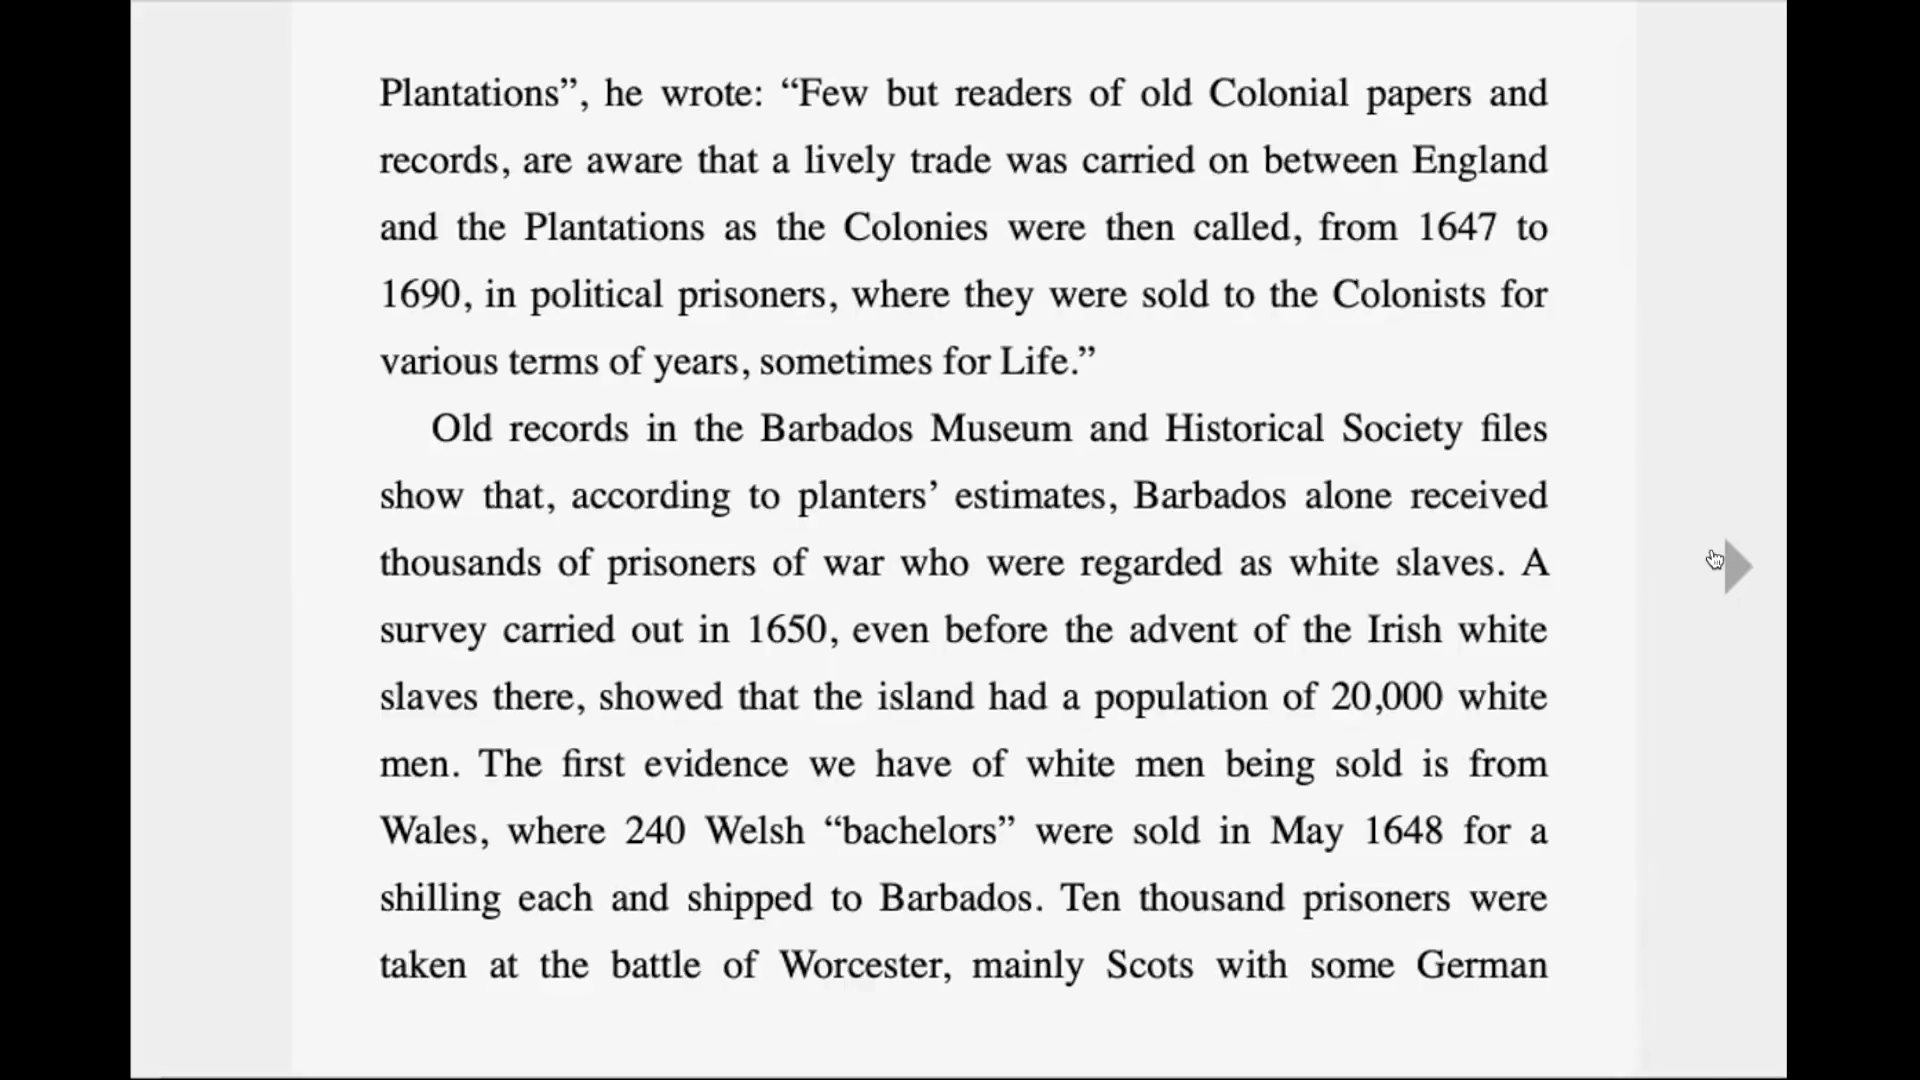 Plantations”, he wrote: “Few but readers of old Colonial papers and
records, are aware that a lively trade was carried on between England
and the Plantations as the Colonies were then called, from 1647 to
1690, in political prisoners, where they were sold to the Colonists for
various terms of years, sometimes for Life.”
Old records in the Barbados Museum and Historical Society files
show that, according to planters’ estimates, Barbados alone received
thousands of prisoners of war who were regarded as white slaves. A
survey carried out in 1650, even before the advent of the Irish white
slaves there, showed that the island had a population of 20,000 white
men. The first evidence we have of white men being sold is from
Wales, where 240 Welsh “bachelors” were sold in May 1648 for a
shilling each and shipped to Barbados. Ten thousand prisoners were
taken at the battle of Worcester, mainly Scots with some German